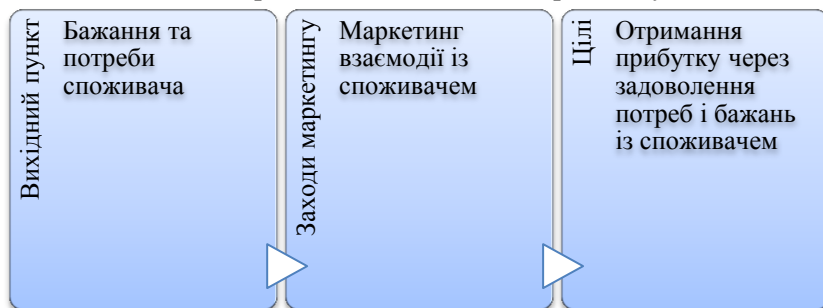 Вихідний пункт
Бажання та
потреби
споживача
Заходи маркетингу
Маркетинг
взаємодії із
споживачем
Цілі
Отримання
прибутку через
задоволення
потреб і бажань
із споживачем